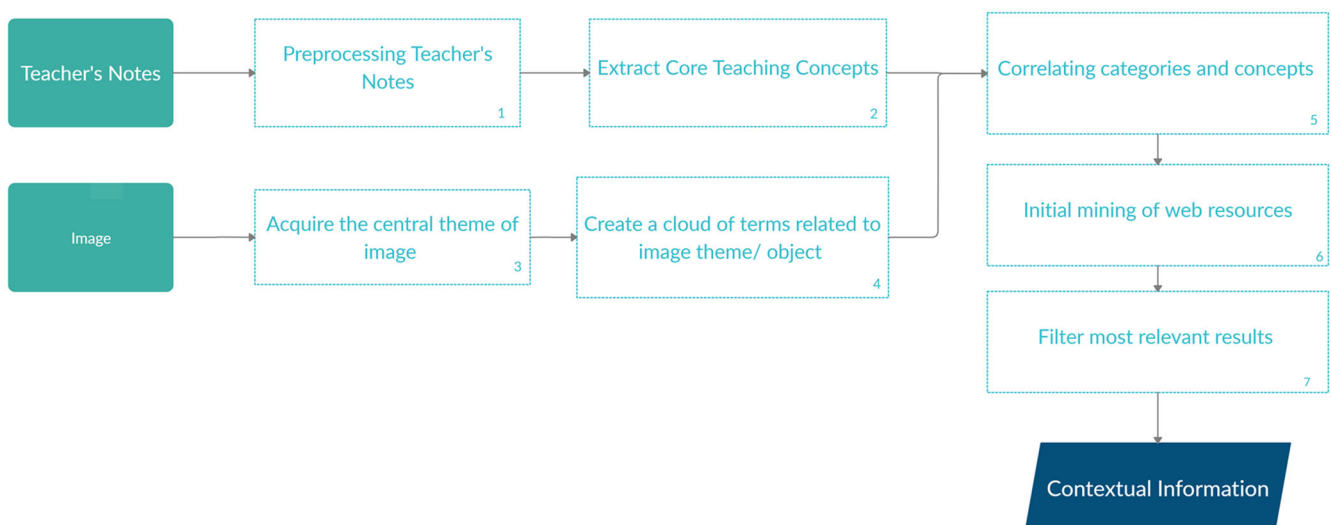 Teacher's Notes
Preprocessing Teacher's
Notes
1
Extract Core Teaching Concepts
2
Correlating categories and concepts
5
Image
Acquire the central theme of
image
3
Create a cloud of terms related to
image theme/ object
4
Initial mining of web resources
6
Filter most relevant results
7
Contextual Information